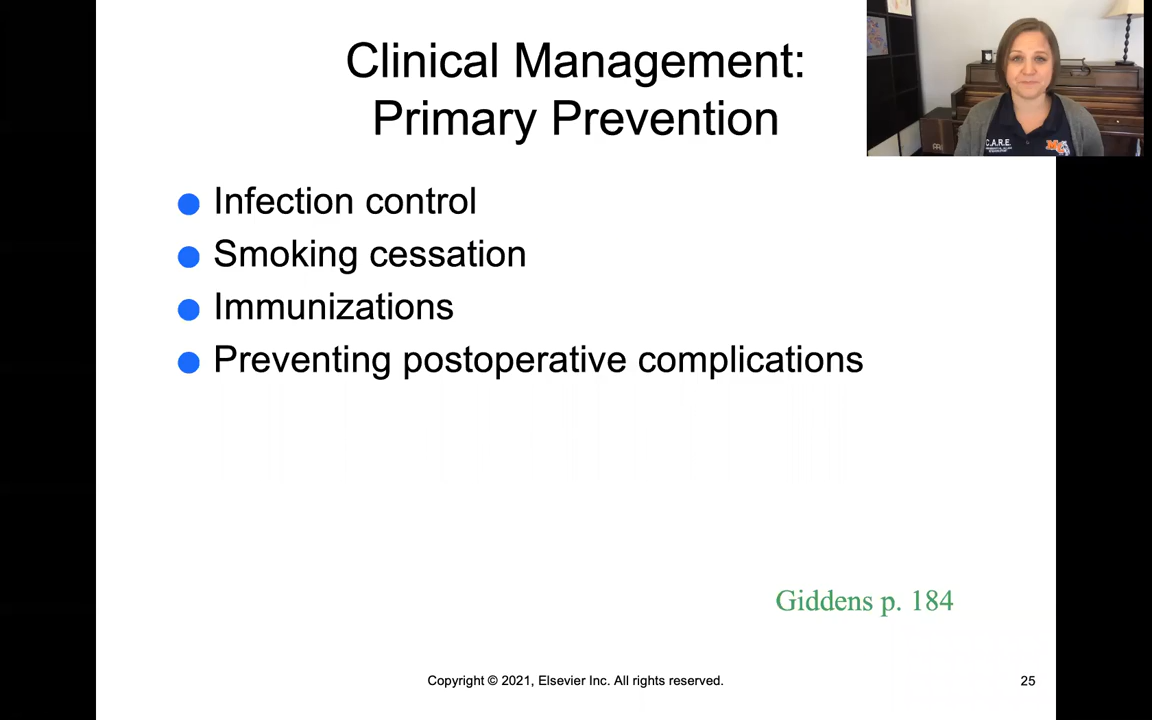 Clinical Management:
Primary Prevention
Infection control
Smoking cessation
Immunizations
Preventing postoperative complications
C.A.R.E.
Giddens p. 184
Copyright © 2021, Elsevier Inc. All rights reserved.
25